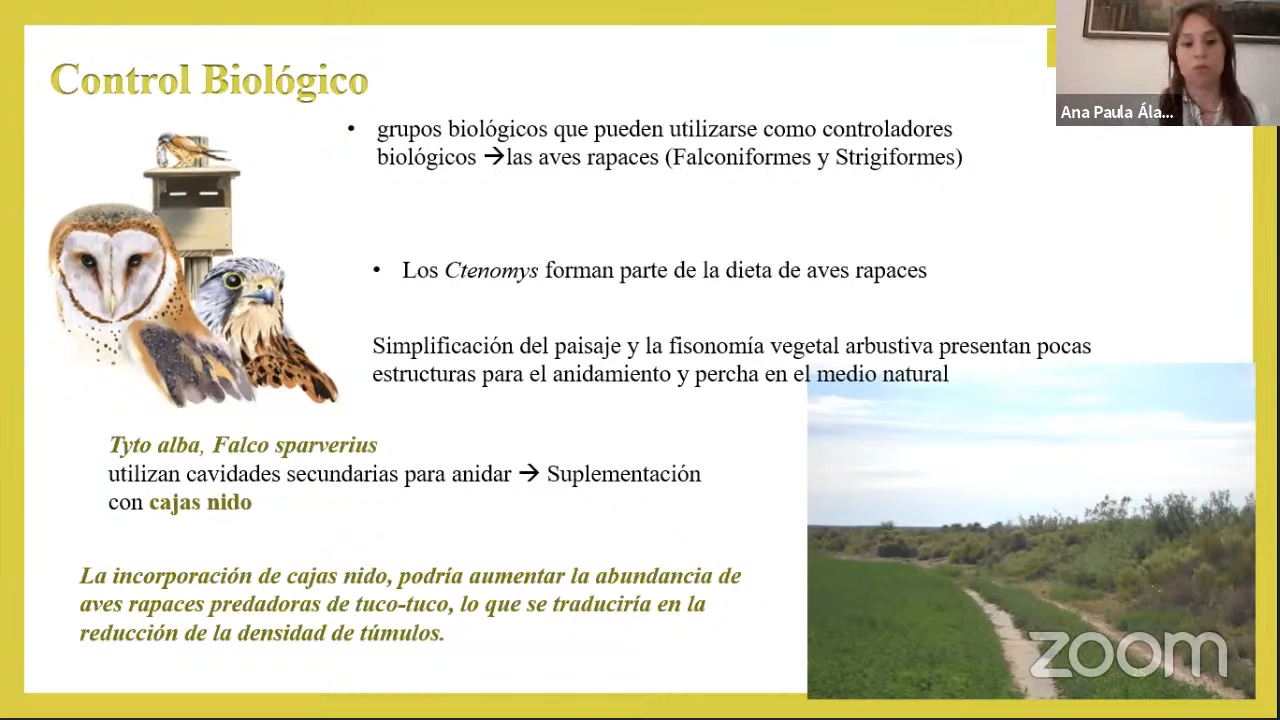 Control Biológico
Ana Paula Ála...
• grupos biológicos que pueden utilizarse como controladores
biológicos →las aves rapaces (Falconiformes y Strigiformes)
• Los Ctenomys forman parte de la dieta de aves rapaces
Simplificación del paisaje y la fisonomía vegetal arbustiva presentan pocas
estructuras para el anidamiento y percha en el medio natural
Tyto alba, Falco sparverius
utilizan cavidades secundarias para anidar → Suplementación
con cajas nido
La incorporación de cajas nido, podría aumentar la abundancia de
aves rapaces predadoras de tuco-tuco, lo que se traduciría en la
reducción de la densidad de túmulos.
zoom